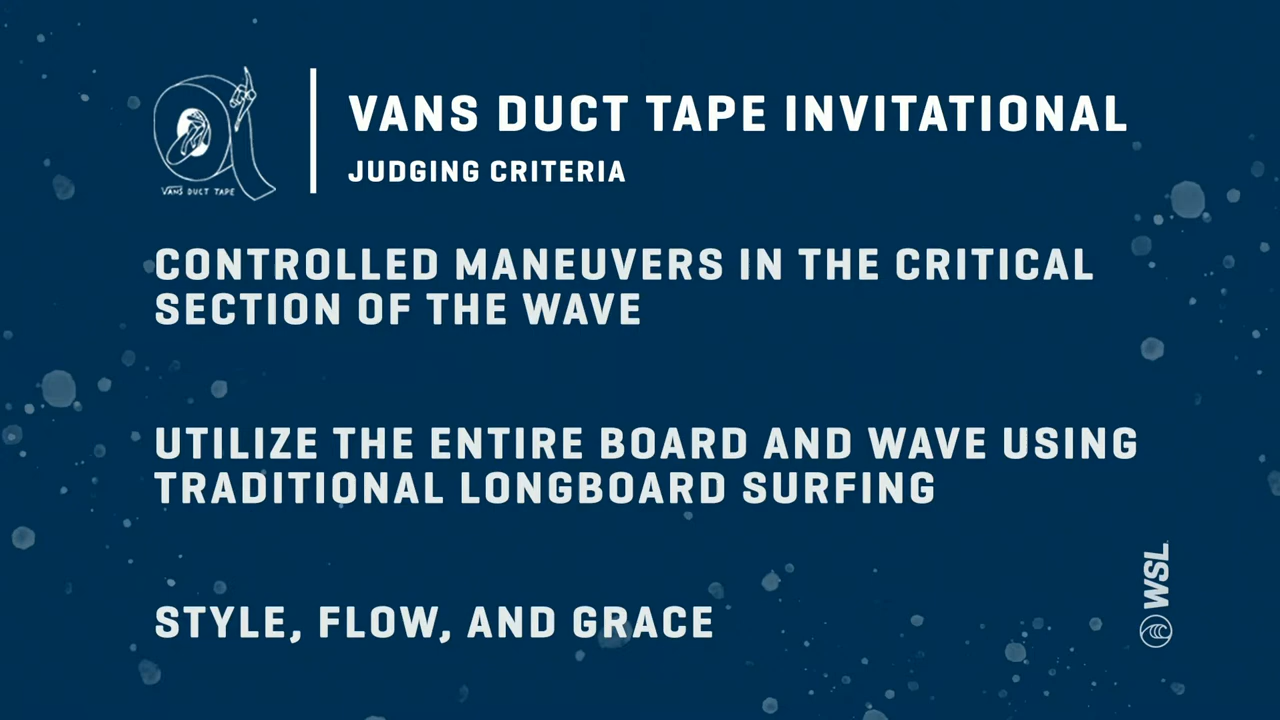 VANS DUCT TAPE INVITATIONAL
JUDGING CRITERIA
VANS DUCT TAPE
CONTROLLED MANEUVERS IN THE CRITICAL
SECTION OF THE WAVE
UTILIZE THE ENTIRE BOARD AND WAVE USING
TRADITIONAL LONGBOARD SURFING
STYLE, FLOW, AND GRACE
WSL